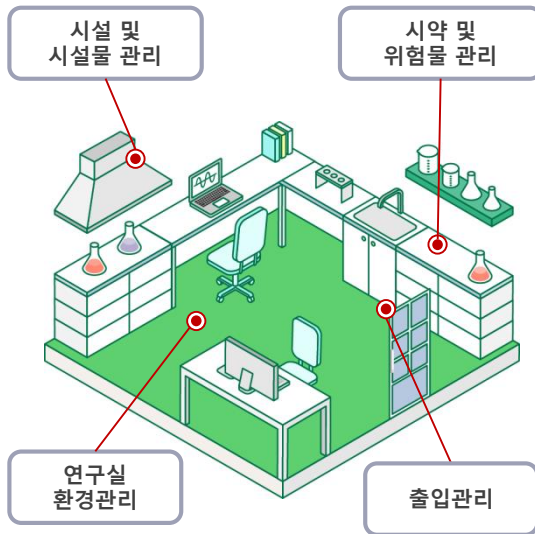 시설 및
시설물 관리
시약 및
위험물 관리
연구실
환경관리
출입관리